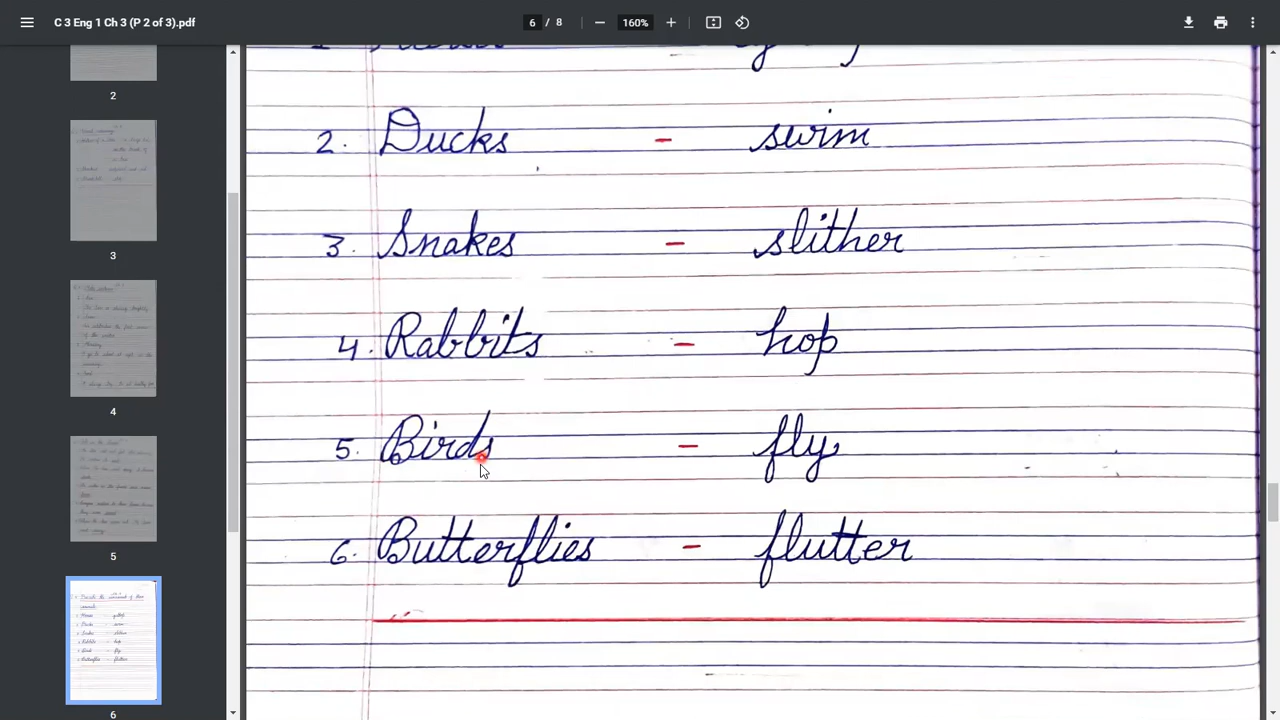 C 3 Eng 1 Ch 3 (P 2 of 3).pdf
6 / 8
160%
2
3
4
5
6
2. Ducks - swim
3. Snakes - slither
4. Rabbits - hop
5. Birds - fly
6. Butterflies - flutter